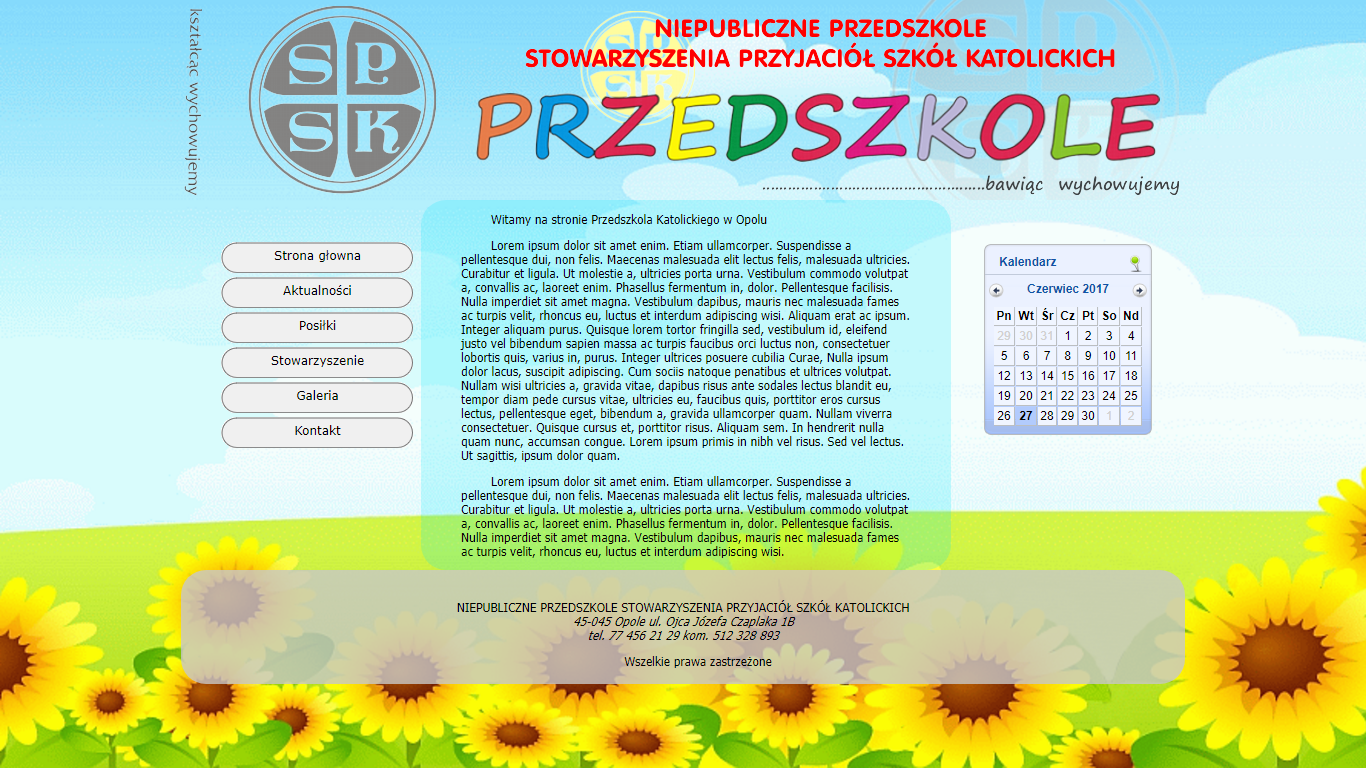 kształcąc wychowujemy
SP
SK
NIEPUBLICZNE PRZEDSZKOLE
STOWARZYSZENIA PRZYJACIÓŁ SZKÓŁ KATOLICKICH
PRZEDSZKOLE
...................................................bawiąc wychowujemy
Strona głowna
Aktualności
Posiłki
Stowarzyszenie
Galeria
Kontakt
Witamy na stronie Przedszkola Katolickiego w Opolu
Lorem ipsum dolor sit amet enim. Etiam ullamcorper. Suspendisse a
pellentesque dui, non felis. Maecenas malesuada elit lectus felis, malesuada ultricies.
Curabitur et ligula. Ut molestie a, ultricies porta urna. Vestibulum commodo volutpat
a, convallis ac, laoreet enim. Phasellus fermentum in, dolor. Pellentesque facilisis.
Nulla imperdiet sit amet magna. Vestibulum dapibus, mauris nec malesuada fames
ac turpis velit, rhoncus eu, luctus et interdum adipiscing wisi. Aliquam erat ac ipsum.
Integer aliquam purus. Quisque lorem tortor fringilla sed, vestibulum id, eleifend
justo vel bibendum sapien massa ac turpis faucibus orci luctus non, consectetuer
lobortis quis, varius in, purus. Integer ultrices posuere cubilia Curae, Nulla ipsum
dolor lacus, suscipit adipiscing. Cum sociis natoque penatibus et ultrices volutpat.
Nullam wisi ultricies a, gravida vitae, dapibus risus ante sodales lectus blandit eu,
tempor diam pede cursus vitae, ultricies eu, faucibus quis, porttitor eros cursus
lectus, pellentesque eget, bibendum a, gravida ullamcorper quam. Nullam viverra
consectetuer. Quisque cursus et, porttitor risus. Aliquam sem. In hendrerit nulla
quam nunc, accumsan congue. Lorem ipsum primis in nibh vel risus. Sed vel lectus.
Ut sagittis, ipsum dolor quam.
Lorem ipsum dolor sit amet enim. Etiam ullamcorper. Suspendisse a
pellentesque dui, non felis. Maecenas malesuada elit lectus felis, malesuada ultricies.
Curabitur et ligula. Ut molestie a, ultricies porta urna. Vestibulum commodo volutpat
a, convallis ac, laoreet enim. Phasellus fermentum in, dolor. Pellentesque facilisis.
Nulla imperdiet sit amet magna. Vestibulum dapibus, mauris nec malesuada fames
ac turpis velit, rhoncus eu, luctus et interdum adipiscing wisi.
Kalendarz
Czerwiec 2017
Pn Wt Śr Cz Pt So Nd
29 30 31 1 2 3 4
5 6 7 8 9 10 11
12 13 14 15 16 17 18
19 20 21 22 23 24 25
26 27 28 29 30 1 2
NIEPUBLICZNE PRZEDSZKOLE STOWARZYSZENIA PRZYJACIÓŁ SZKÓŁ KATOLICKICH
45-045 Opole ul. Ojca Józefa Czaplaka 1B
tel. 77 456 21 29 kom. 512 328 893
Wszelkie prawa zastrzeżone